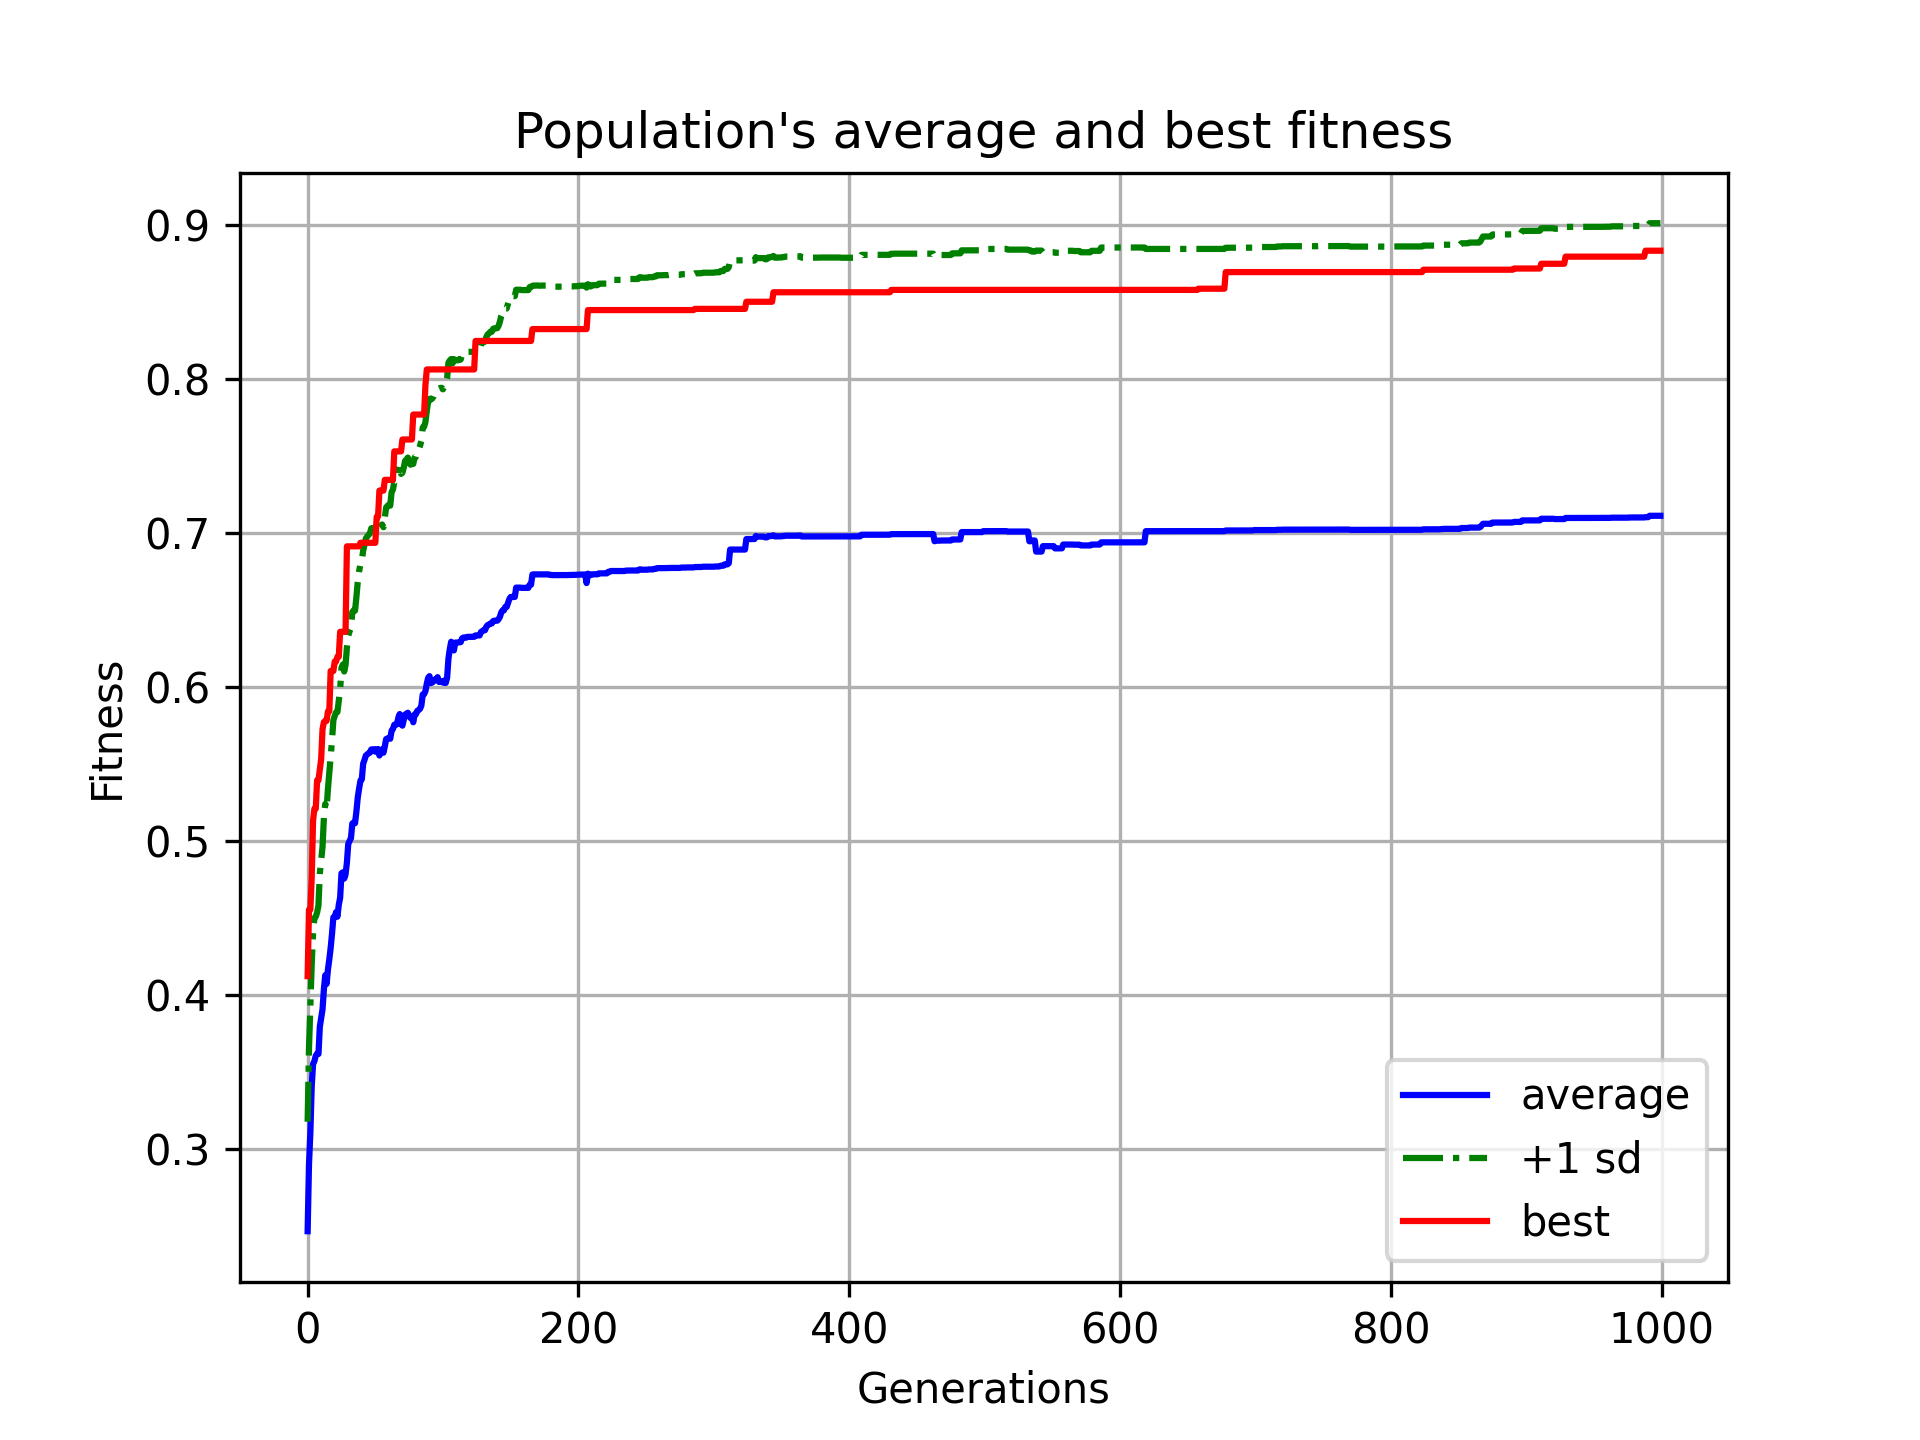 Population's average and best fitness
Fitness
0.9
0.8
0.7
0.6
0.5
0.4
0.3
0
200
400
600
800
1000
Generations
average
+1 sd
best